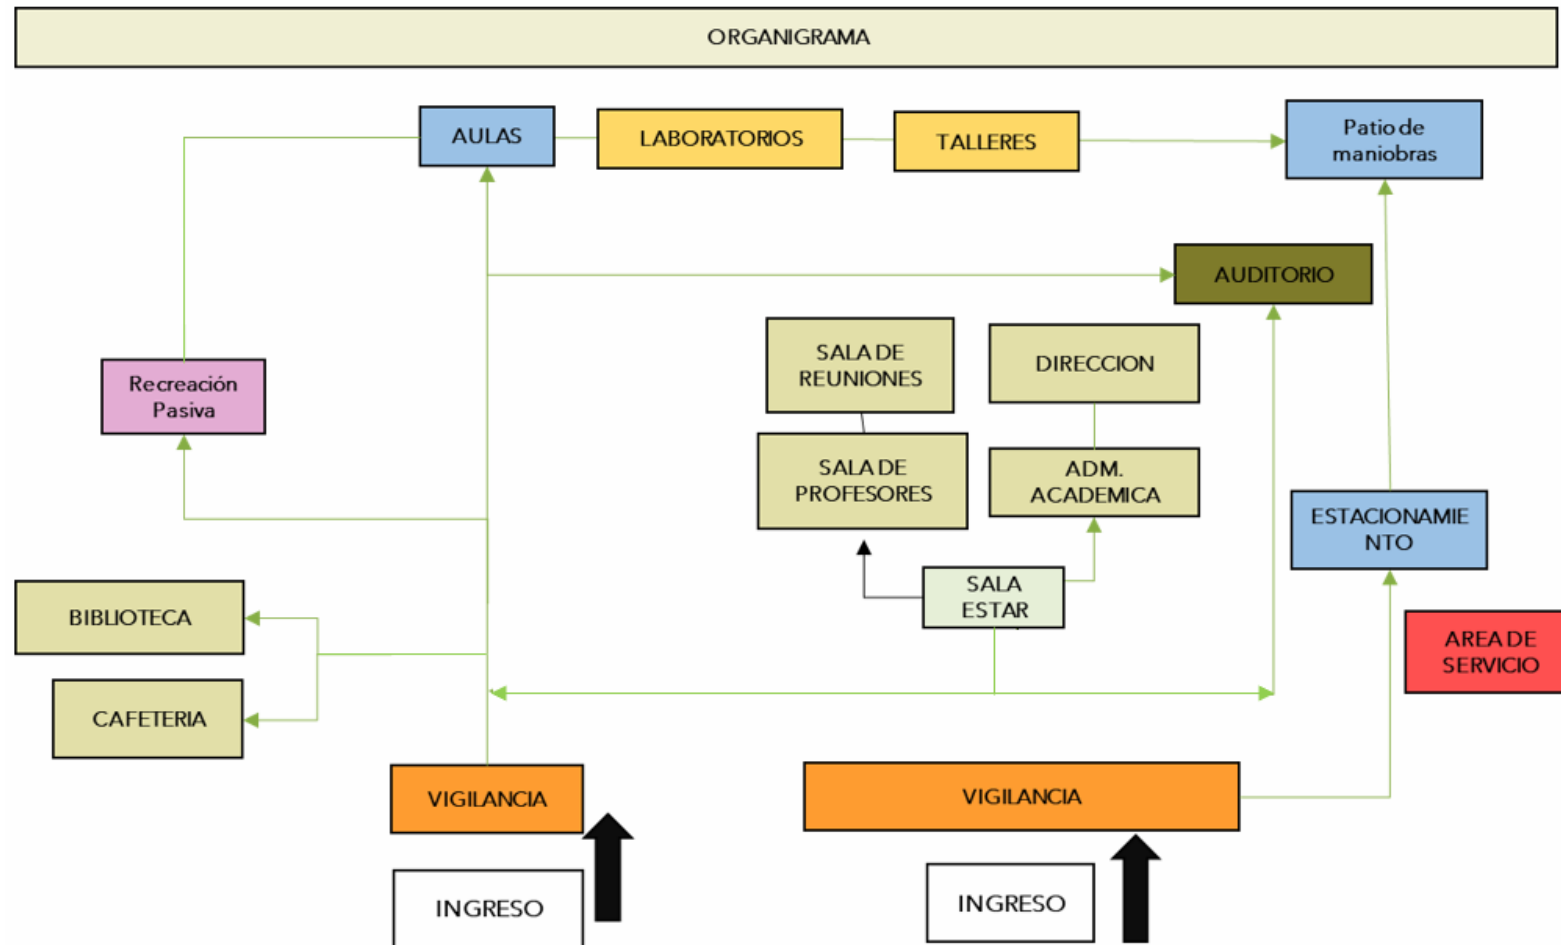 ORGANIGRAMA
AULAS
LABORATORIOS
TALLERES
Patio de
maniobras
AUDITORIO
SALA DE
REUNIONES
DIRECCION
Recreación
Pasiva
SALA DE
PROFESORES
ADM.
ACADEMICA
ESTACIONAMIE
NTO
SALA
ESTAR
BIBLIOTECA
AREA DE
SERVICIO
CAFETERIA
VIGILANCIA
VIGILANCIA
INGRESO
INGRESO